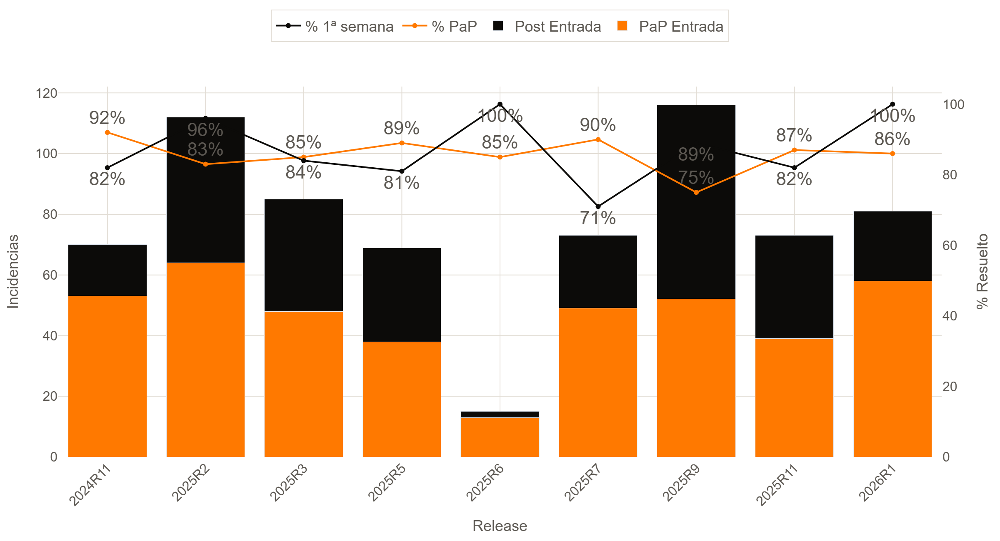 % 1ª semana
% PaP
Post Entrada
PaP Entrada
120
100
80
60
40
20
0
Incidencias
92%
82%
96%
83%
85%
84%
89%
81%
100%
85%
90%
71%
89%
75%
87%
82%
100%
86%
100
80
60
40
20
0
% Resuelto
2024R11
2025R2
2025R3
2025R5
2025R6
2025R7
2025R9
2025R11
2026R1
Release